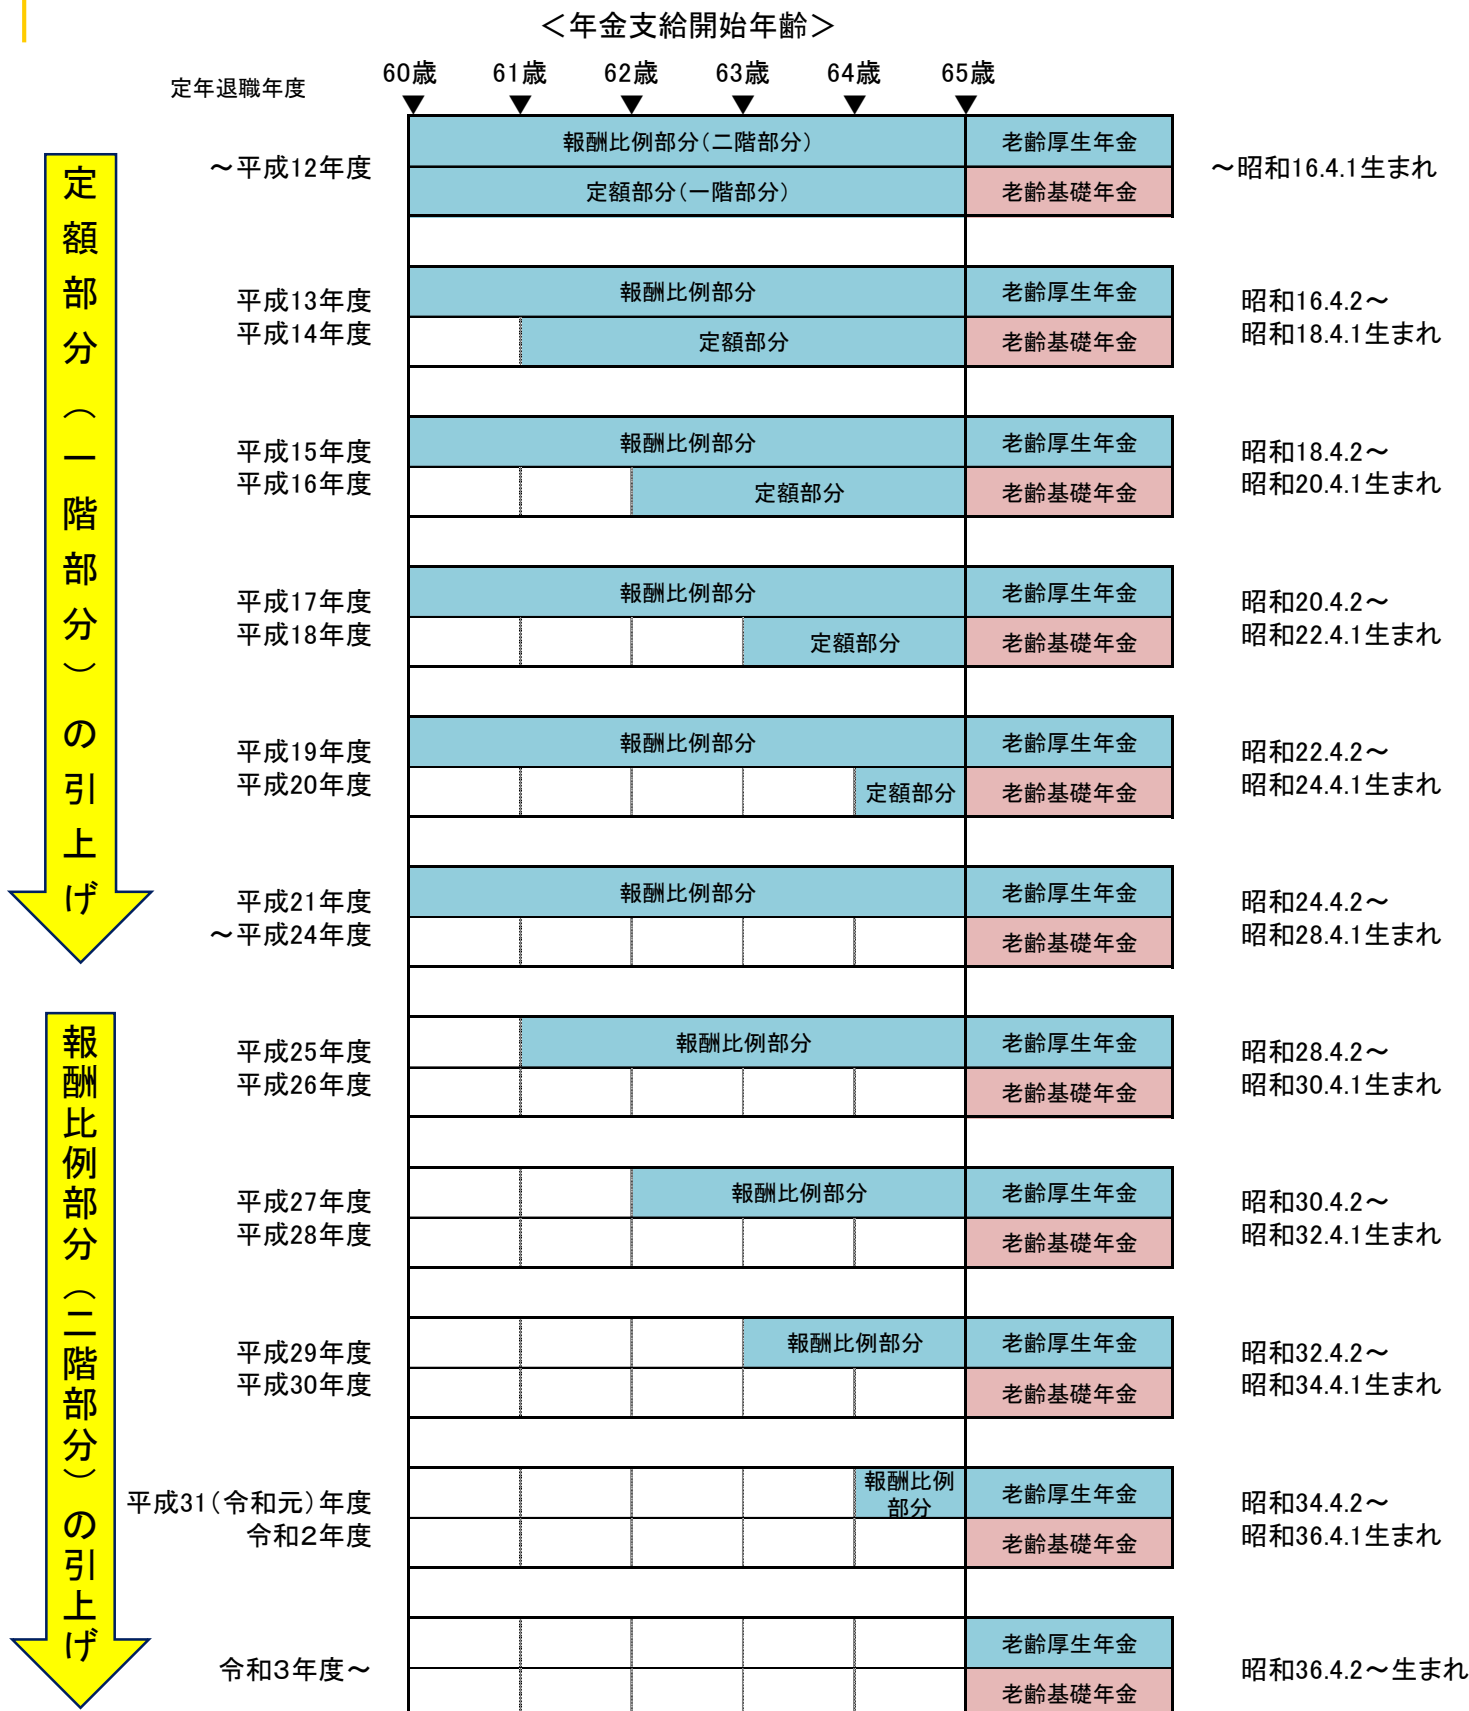 ＜年金支給開始年齢＞
定年退職年度
60歳 61歳 62歳 63歳 64歳 65歳
定額部分（一階部分）の引上げ
～平成12年度
報酬比例部分（二階部分）
老齢厚生年金
定額部分（一階部分）
老齢基礎年金
～昭和16.4.1生まれ
平成13年度
平成14年度
報酬比例部分
老齢厚生年金
定額部分
老齢基礎年金
昭和16.4.2～
昭和18.4.1生まれ
平成15年度
平成16年度
報酬比例部分
老齢厚生年金
定額部分
老齢基礎年金
昭和18.4.2～
昭和20.4.1生まれ
平成17年度
平成18年度
報酬比例部分
老齢厚生年金
定額部分
老齢基礎年金
昭和20.4.2～
昭和22.4.1生まれ
平成19年度
平成20年度
報酬比例部分
老齢厚生年金
定額部分
老齢基礎年金
昭和22.4.2～
昭和24.4.1生まれ
平成21年度
～平成24年度
報酬比例部分
老齢厚生年金
老齢基礎年金
昭和24.4.2～
昭和28.4.1生まれ
報酬比例部分（二階部分）の引上げ
平成25年度
平成26年度
報酬比例部分
老齢厚生年金
老齢基礎年金
昭和28.4.2～
昭和30.4.1生まれ
平成27年度
平成28年度
報酬比例部分
老齢厚生年金
老齢基礎年金
昭和30.4.2～
昭和32.4.1生まれ
平成29年度
平成30年度
報酬比例部分
老齢厚生年金
老齢基礎年金
昭和32.4.2～
昭和34.4.1生まれ
平成31（令和元）年度
令和２年度
報酬比例
部分
老齢厚生年金
老齢基礎年金
昭和34.4.2～
昭和36.4.1生まれ
令和３年度～
老齢厚生年金
老齢基礎年金
昭和36.4.2～生まれ